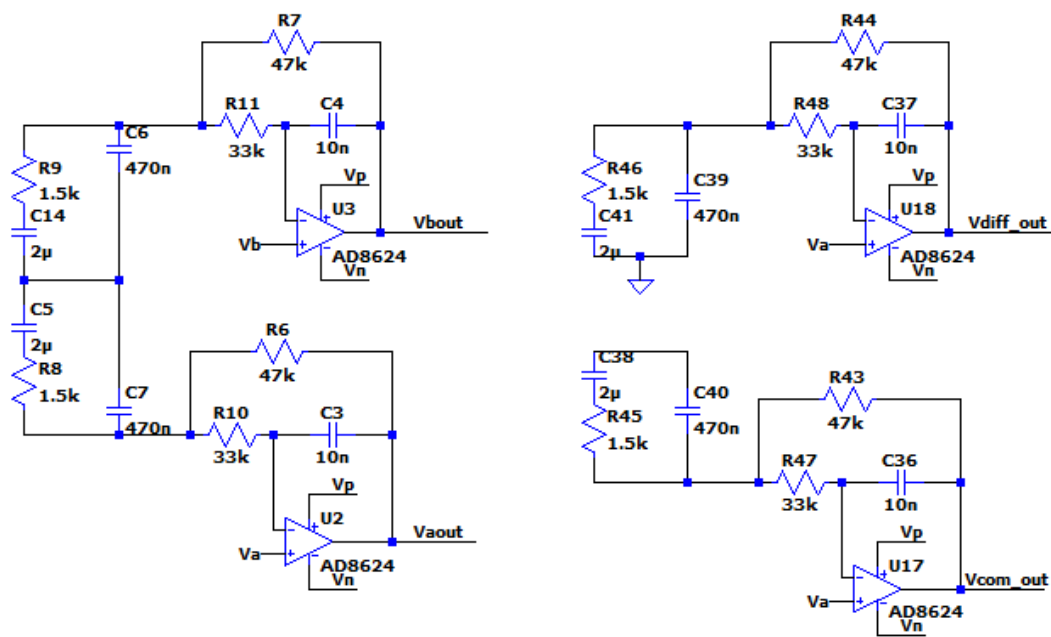 R7
47k
R11
33k
C4
10n
C6
470n
R9
1.5k
C14
2µ
Vp
U3
Vb
Vbout
AD8624
Vn
C5
2µ
R8
1.5k
C7
470n
R6
47k
R10
33k
C3
10n
Vp
U2
Va
Vaout
AD8624
Vn
R44
47k
R48
33k
C37
10n
R46
1.5k
C39
470n
C41
2µ
Vp
U18
Va
Vdiff_out
AD8624
Vn
C38
2µ
R45
1.5k
C40
470n
R43
47k
R47
33k
C36
10n
Vp
U17
Va
Vcom_out
AD8624
Vn